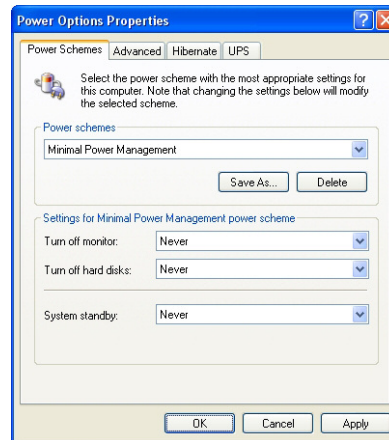 Power Options Properties
Power Schemes Advanced Hibernate UPS
Select the power scheme with the most appropriate settings for
this computer. Note that changing the settings below will modify
the selected scheme.
Power schemes
Minimal Power Management
Save As... Delete
Settings for Minimal Power Management power scheme
Turn off monitor: Never
Turn off hard disks: Never
System standby: Never
OK Cancel Apply